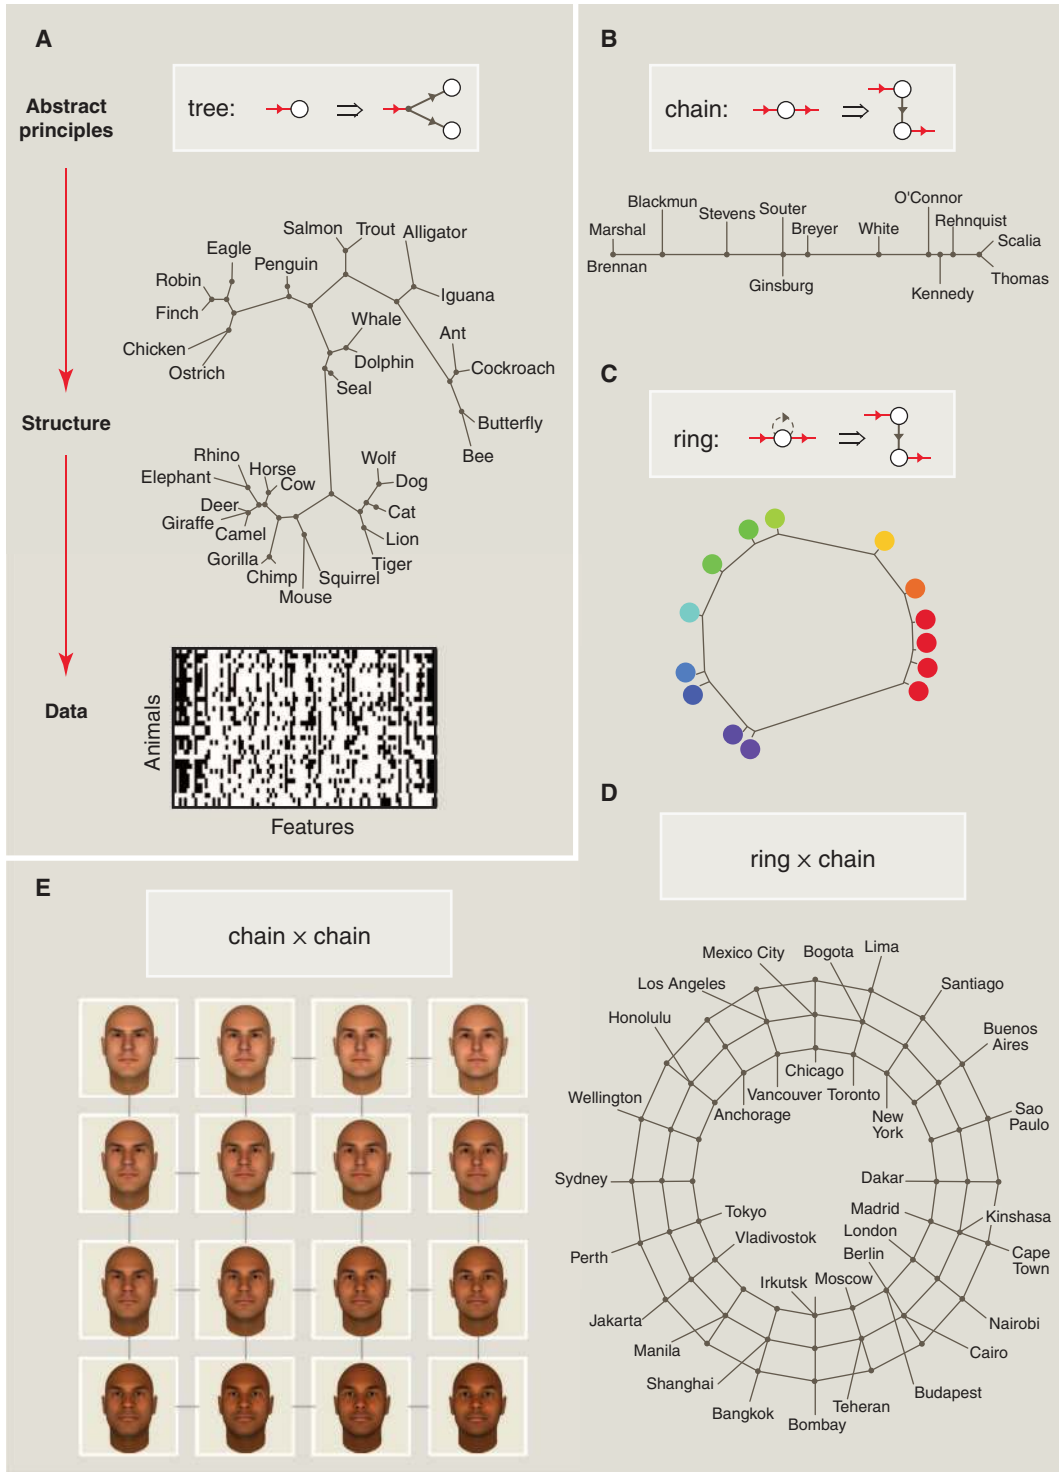 A
Abstract
principles
tree:
Salmon
Trout
Alligator
Eagle
Penguin
Robin
Iguana
Finch
Whale
Ant
Chicken
Dolphin
Cockroach
Ostrich
Seal
Structure
Butterfly
Bee
Rhino
Horse
Wolf
Elephant
Cow
Dog
Deer
Cat
Giraffe
Camel
Lion
Gorilla
Tiger
Chimp
Squirrel
Mouse
Data
Animals
Features
B
chain:
Blackmun
O'Connor
Stevens
Souter
Rehnquist
Marshal
Breyer
White
Scalia
Brennan
Ginsburg
Kennedy
Thomas
C
ring:
D
ring × chain
Mexico City
Bogota
Lima
Los Angeles
Santiago
Honolulu
Buenos
Aires
Chicago
Vancouver
Toronto
Wellington
Anchorage
New
York
Sao
Paulo
Sydney
Dakar
Tokyo
Madrid
Kinshasa
Vladivostok
London
Perth
Berlin
Cape
Town
Irkutsk
Moscow
Jakarta
Nairobi
Manila
Cairo
Shanghai
Budapest
Bangkok
Teheran
Bombay
E
chain × chain